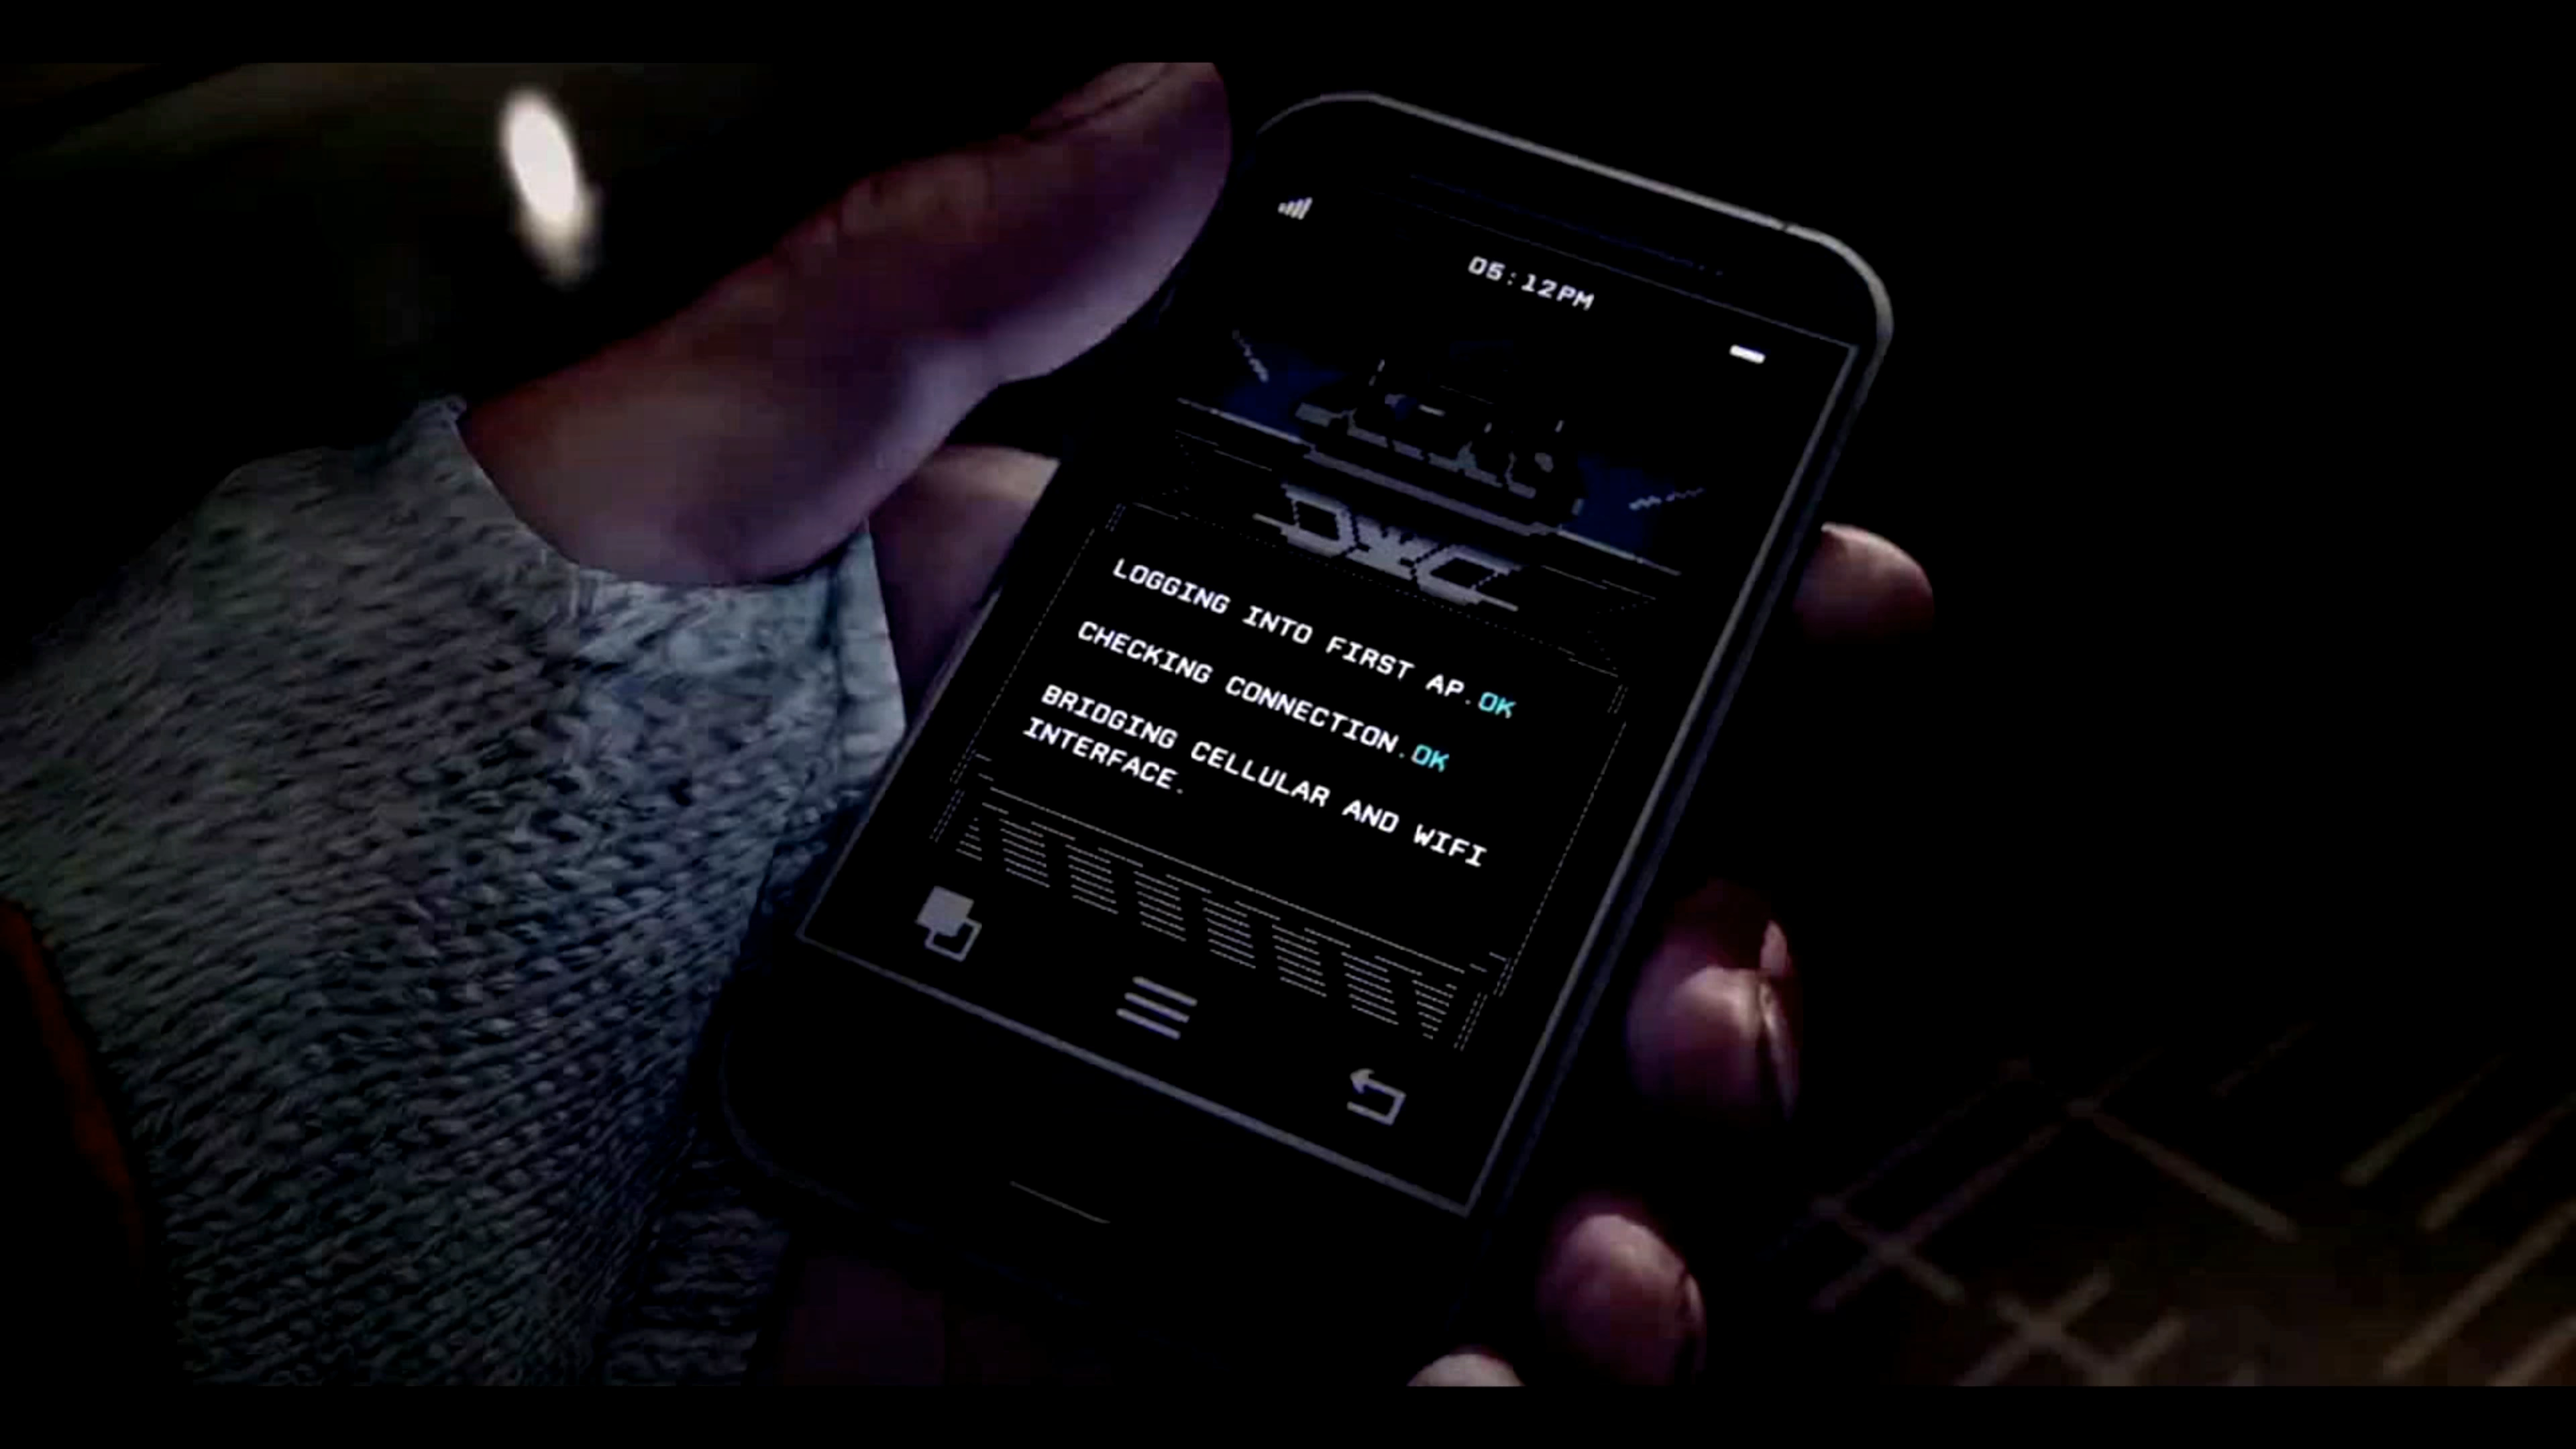 05:12PM
LOGGING INTO FIRST AP.OK
CHECKING CONNECTION.OK
BRIDGING CELLULAR AND WIFI
INTERFACE.